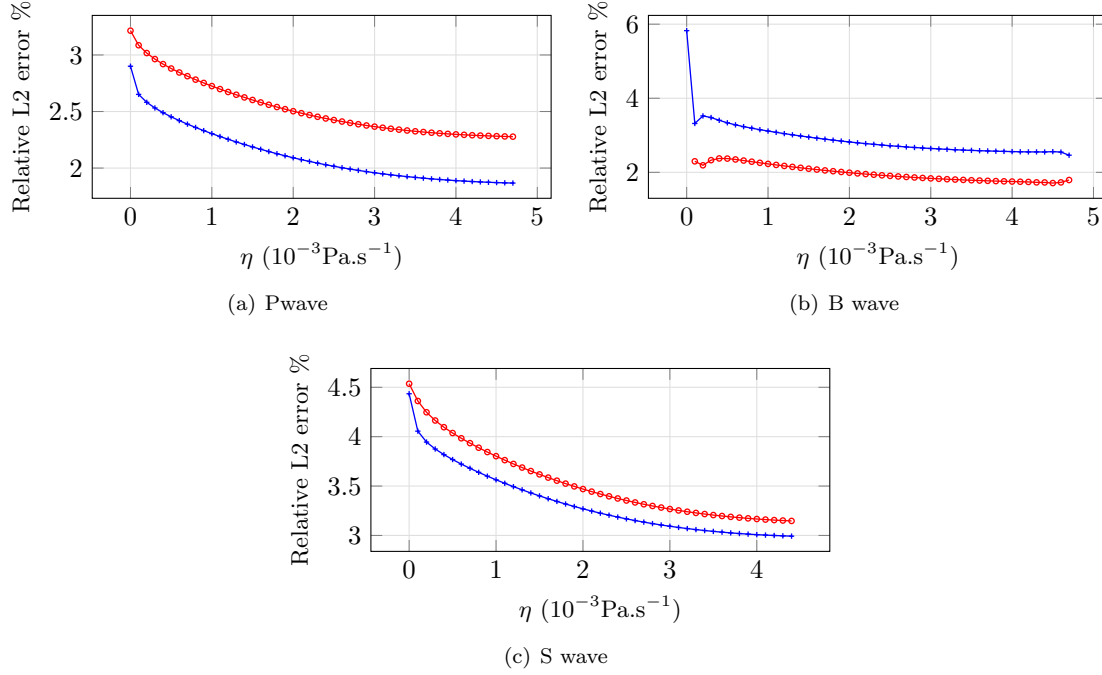 Relative L2 error %
3
2.5
2
0 1 2 3 4 5
η (10⁻³Pa.s⁻¹)
(a) Pwave
Relative L2 error %
6
4
2
0 1 2 3 4 5
η (10⁻³Pa.s⁻¹)
(b) B wave
Relative L2 error %
4.5
4
3.5
3
0 1 2 3 4
η (10⁻³Pa.s⁻¹)
(c) S wave